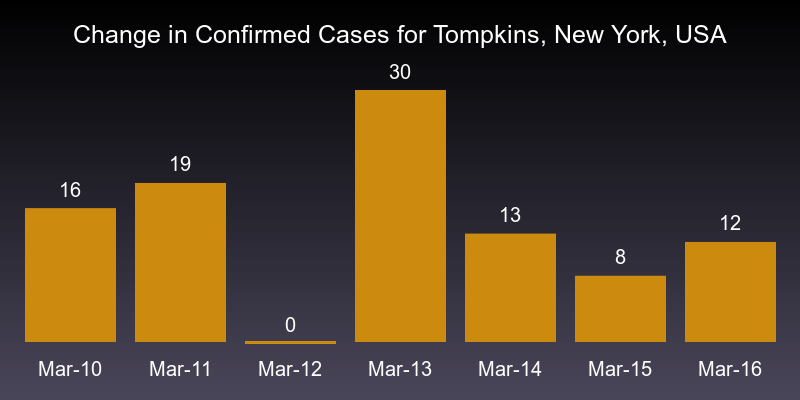 Change in Confirmed Cases for Tompkins, New York, USA
16
19
0
30
13
8
12
Mar-10
Mar-11
Mar-12
Mar-13
Mar-14
Mar-15
Mar-16